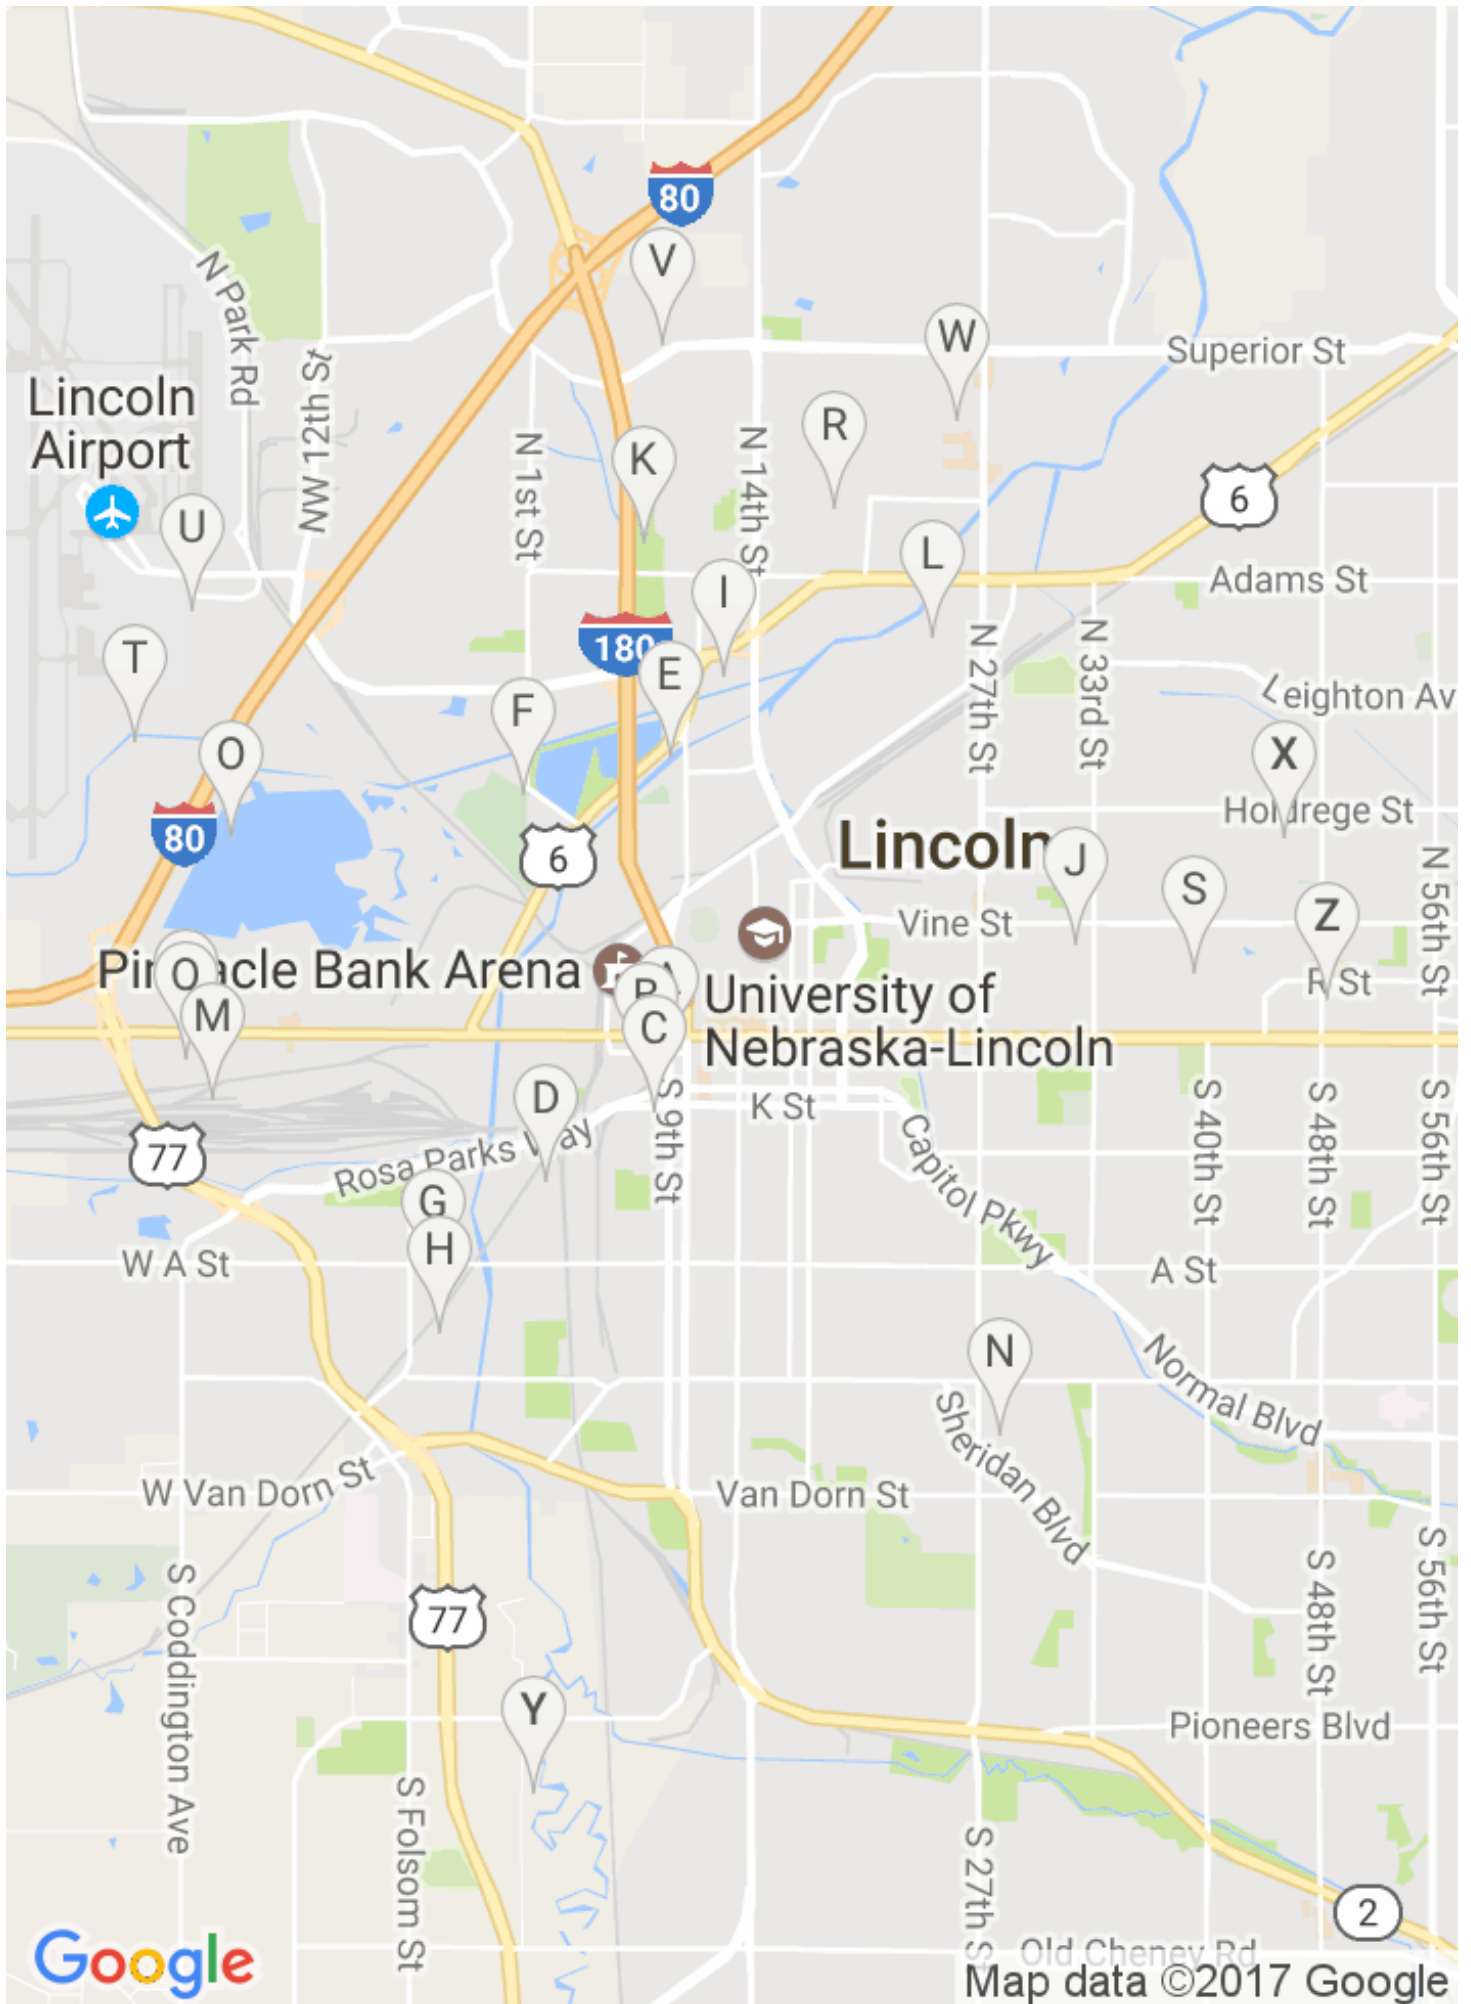 80
V
N Park Rd
W
Superior St
Lincoln
Airport
NW 12th St
R
N 1st St
N 14th St
K
6
U
L
Adams St
I
180
T
E
N 27th St
N 33rd St
Leighton Av
F
O
X
80
Holdrege St
Lincoln
6
J
N 56th St
S
Z
Vine St
Pinnacle Bank Arena
A
R St
M
C
University of
Nebraska-Lincoln
D
K St
S 9th St
S 40th St
S 48th St
S 56th St
77
Rosa Parks Way
Capitol Pkwy
G
H
W A St
A St
N
Normal Blvd
Sheridan Blvd
W Van Dorn St
Van Dorn St
S Coddington Ave
77
S 48th St
S 56th St
Y
Pioneers Blvd
S Folsom St
S 27th St
2
Old Cheney Rd
Google
Map data ©2017 Google